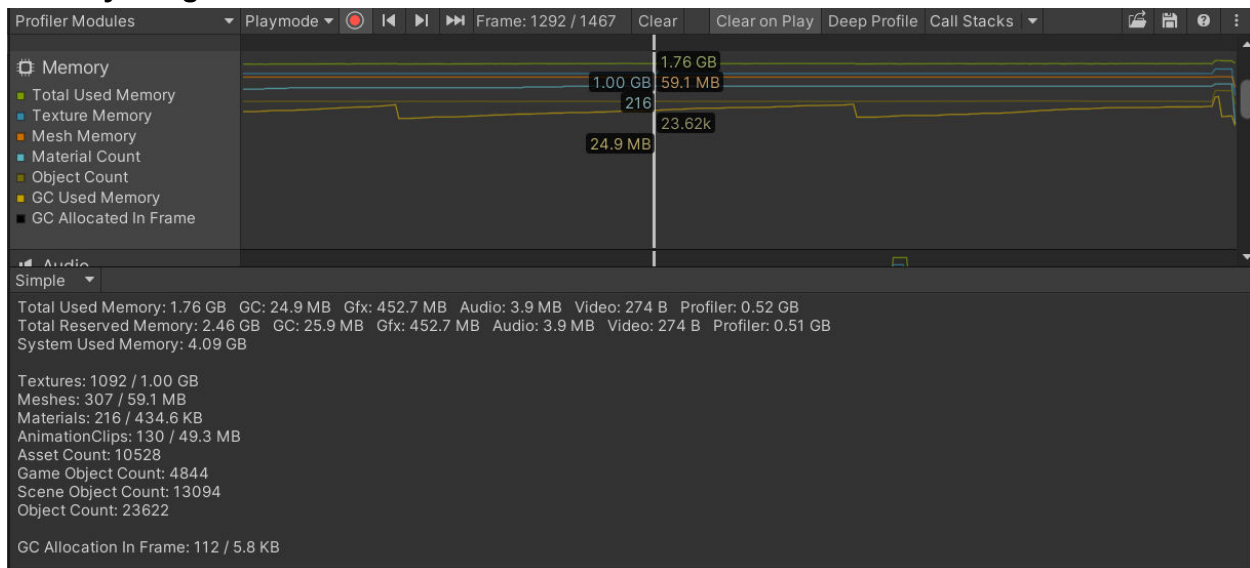 Profiler Modules Playmode Frame: 1292 / 1467 Clear Clear on Play Deep Profile Call Stacks
Memory
Total Used Memory
Texture Memory
Mesh Memory
Material Count
Object Count
GC Used Memory
GC Allocated In Frame
1.76 GB
1.00 GB 59.1 MB
216
23.62k
24.9 MB
Audio
Simple
Total Used Memory: 1.76 GB GC: 24.9 MB Gfx: 452.7 MB Audio: 3.9 MB Video: 274 B Profiler: 0.52 GB
Total Reserved Memory: 2.46 GB GC: 25.9 MB Gfx: 452.7 MB Audio: 3.9 MB Video: 274 B Profiler: 0.51 GB
System Used Memory: 4.09 GB
Textures: 1092 / 1.00 GB
Meshes: 307 / 59.1 MB
Materials: 216 / 434.6 KB
AnimationClips: 130 / 49.3 MB
Asset Count: 10528
Game Object Count: 4844
Scene Object Count: 13094
Object Count: 23622
GC Allocation In Frame: 112 / 5.8 KB